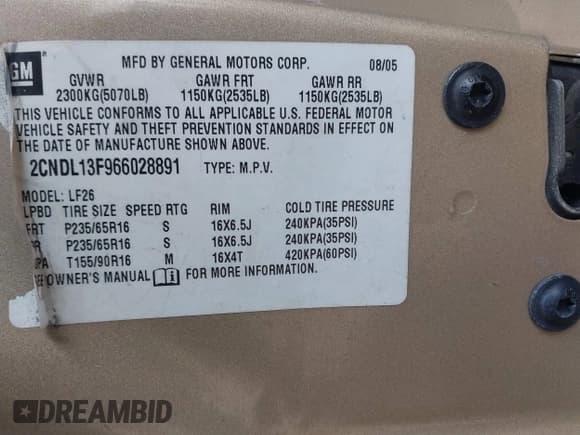 GM
MFD BY GENERAL MOTORS CORP. 08/05
GVWR GAWR FRT GAWR RR
2300KG(5070LB) 1150KG(2535LB) 1150KG(2535LB)
THIS VEHICLE CONFORMS TO ALL APPLICABLE U.S. FEDERAL MOTOR
VEHICLE SAFETY AND THEFT PREVENTION STANDARDS IN EFFECT ON
THE DATE OF MANUFACTURE SHOWN ABOVE.
2CNDL13F966028891 TYPE: M.P.V.
MODEL: LF26
LPBD TIRE SIZE SPEED RTG RIM COLD TIRE PRESSURE
FRT P235/65R16 S 16X6.5J 240KPA(35PSI)
RR P235/65R16 S 16X6.5J 240KPA(35PSI)
PA T155/90R16 M 16X4T 420KPA(60PSI)
EE OWNER'S MANUAL i FOR MORE INFORMATION.
DREAMBID